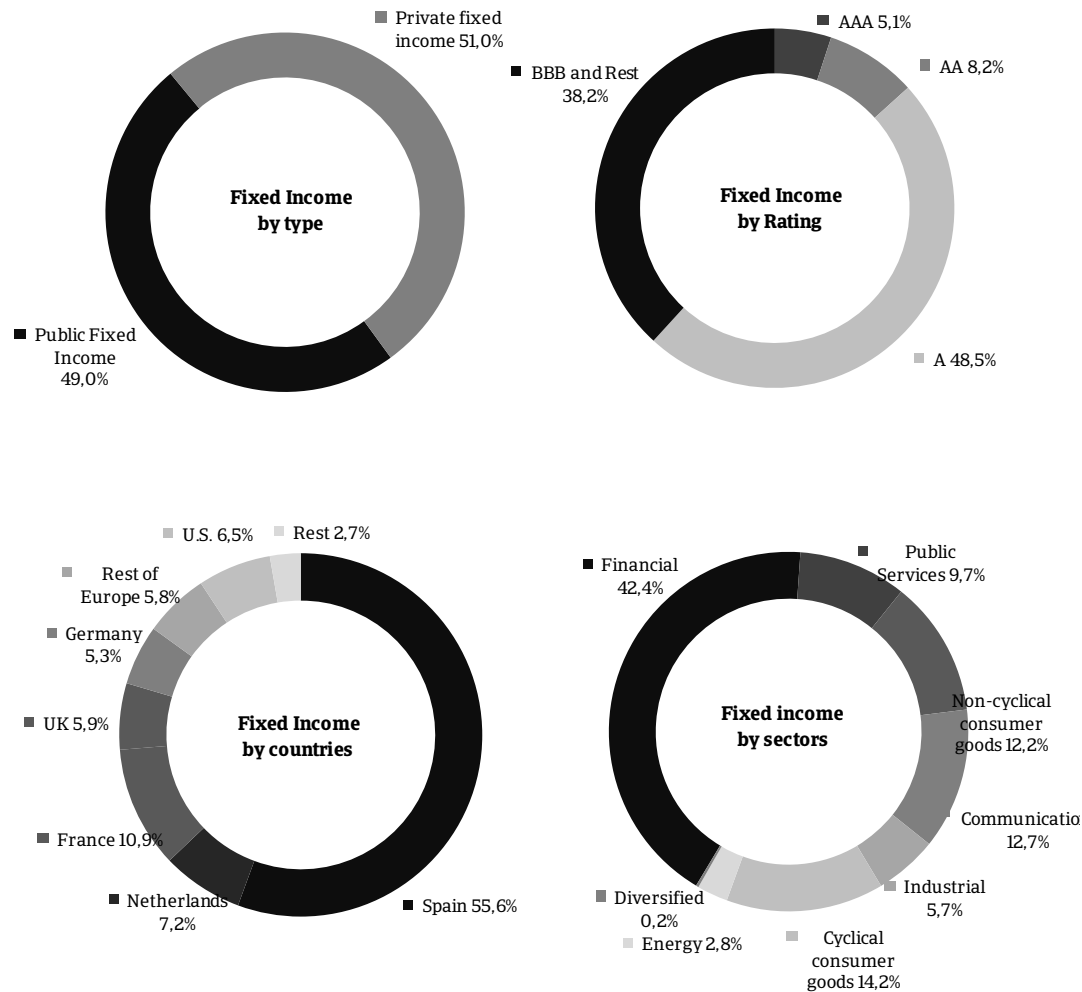 Private fixed
income 51,0%
Fixed Income
by type
Public Fixed
Income
49,0%
AAA 5,1%
AA 8,2%
BBB and Rest
38,2%
Fixed Income
by Rating
A 48,5%
U.S. 6,5%
Rest 2,7%
Rest of
Europe 5,8%
Germany
5,3%
UK 5,9%
Fixed Income
by countries
France 10,9%
Netherlands
7,2%
Spain 55,6%
Public
Services 9,7%
Financial
42,4%
Non-cyclical
consumer
goods 12,2%
Fixed income
by sectors
Communicatio
12,7%
Industrial
5,7%
Diversified
0,2%
Energy 2,8%
Cyclical
consumer
goods 14,2%